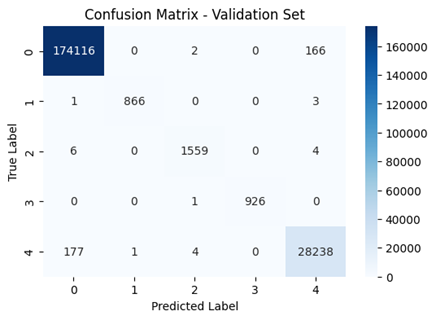 Confusion Matrix - Validation Set
True Label
0 174116 0 2 0 166
1 1 866 0 0 3
2 6 0 1559 0 4
3 0 0 1 926 0
4 177 1 4 0 28238
0 1 2 3 4
Predicted Label
160000
140000
120000
100000
80000
60000
40000
20000
0